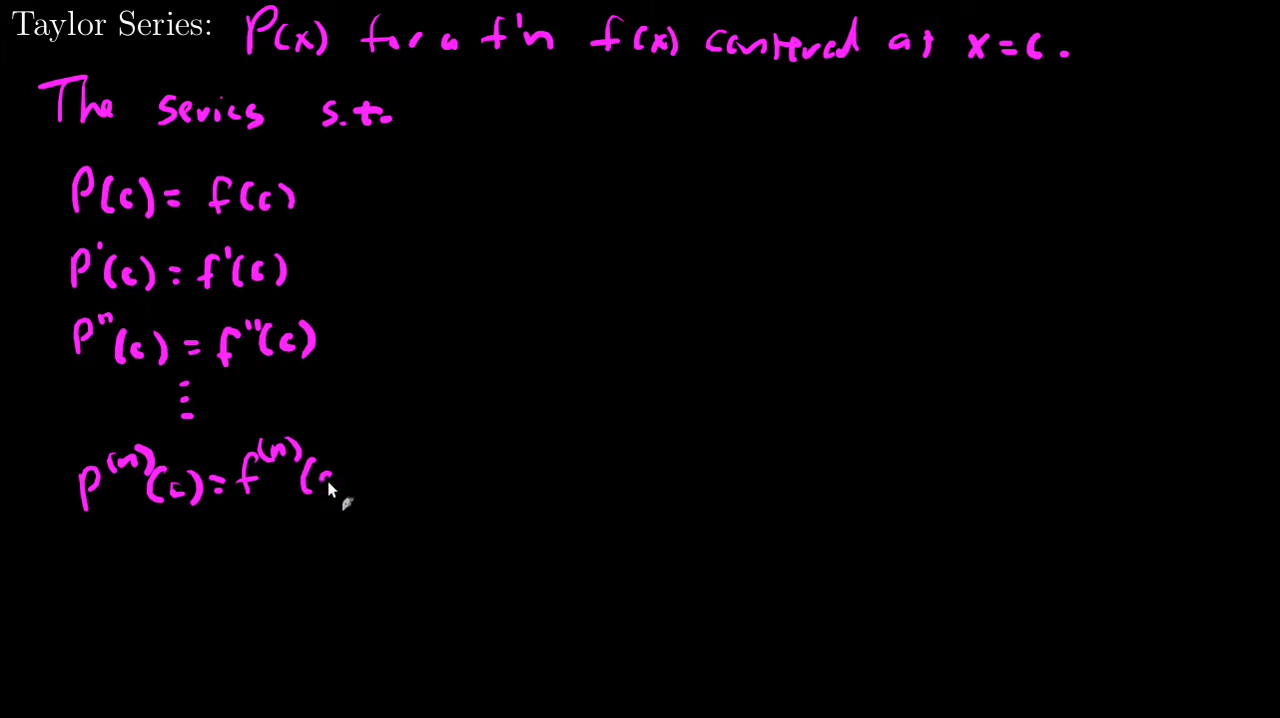 Taylor Series: P(x) for a f'n f(x) centered at x=c.
The series s.t.
P(c) = f(c)
P'(c) = f'(c)
P"(c) = f"(c)
⋮
P^(n)(c) = f^(n)(c